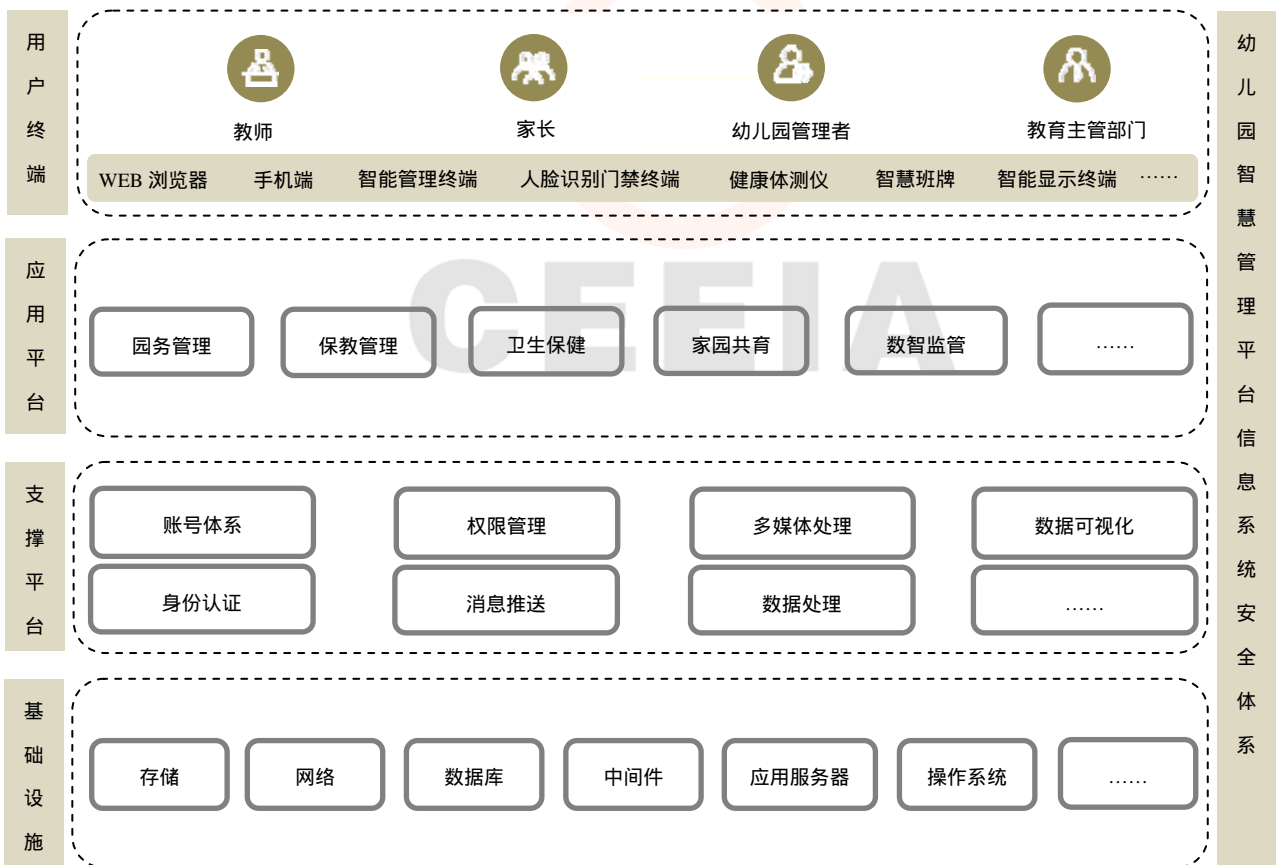 用户终端
教师
家长
幼儿园管理者
教育主管部门
WEB 浏览器
手机端
智能管理终端
人脸识别门禁终端
健康体测仪
智慧班牌
智能显示终端
……
应用平台
CEEIA
园务管理
保教管理
卫生保健
家园共育
数智监管
……
支撑平台
账号体系
权限管理
多媒体处理
数据可视化
身份认证
消息推送
数据处理
……
基础设施
存储
网络
数据库
中间件
应用服务器
操作系统
……
幼儿园智慧管理平台信息系统安全体系